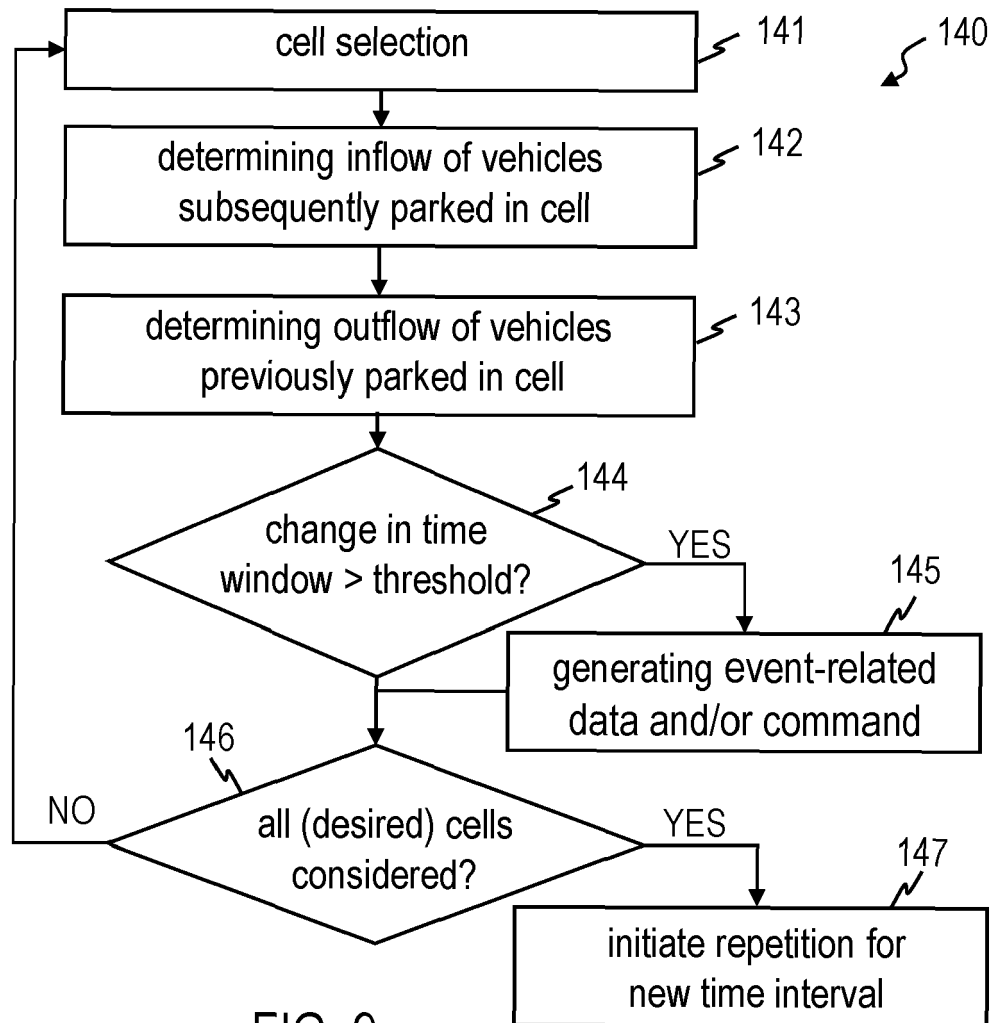 cell selection
141
140
determining inflow of vehicles
subsequently parked in cell
142
determining outflow of vehicles
previously parked in cell
143
144
change in time
window > threshold?
YES
145
generating event-related
data and/or command
146
NO
all (desired) cells
considered?
YES
147
initiate repetition for
new time interval